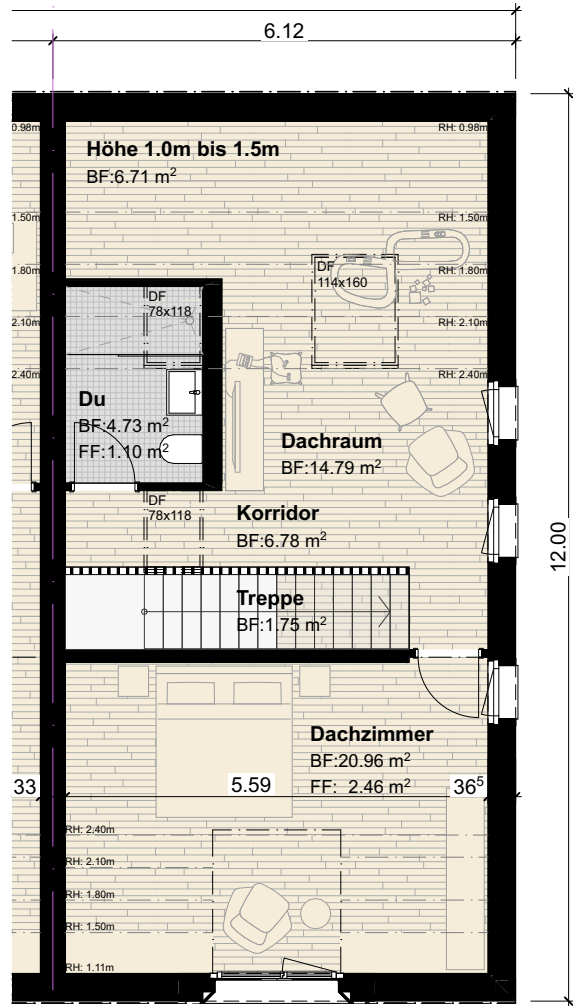 6.12
0.98m
RH: 0.98m
Höhe 1.0m bis 1.5m
BF:6.71 m²
1.50m
RH: 1.50m
1.80m
RH: 1.80m
DF
114x160
DF
78x118
2.10m
RH: 2.10m
2.40m
RH: 2.40m
Du
BF:4.73 m²
FF:1.10 m²
Dachraum
BF:14.79 m²
DF
78x118
Korridor
BF:6.78 m²
12.00
Treppe
BF:1.75 m²
Dachzimmer
BF:20.96 m²
FF: 2.46 m²
33
5.59
36⁵
RH: 2.40m
RH: 2.10m
RH: 1.80m
RH: 1.50m
RH: 1.11m